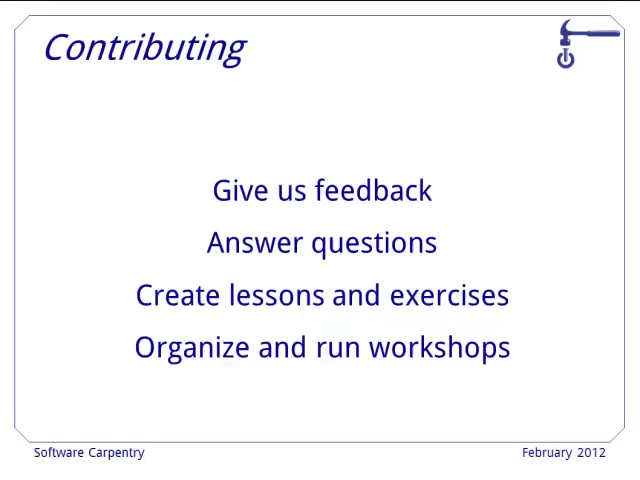 Contributing
Give us feedback
Answer questions
Create lessons and exercises
Organize and run workshops
Software Carpentry
February 2012